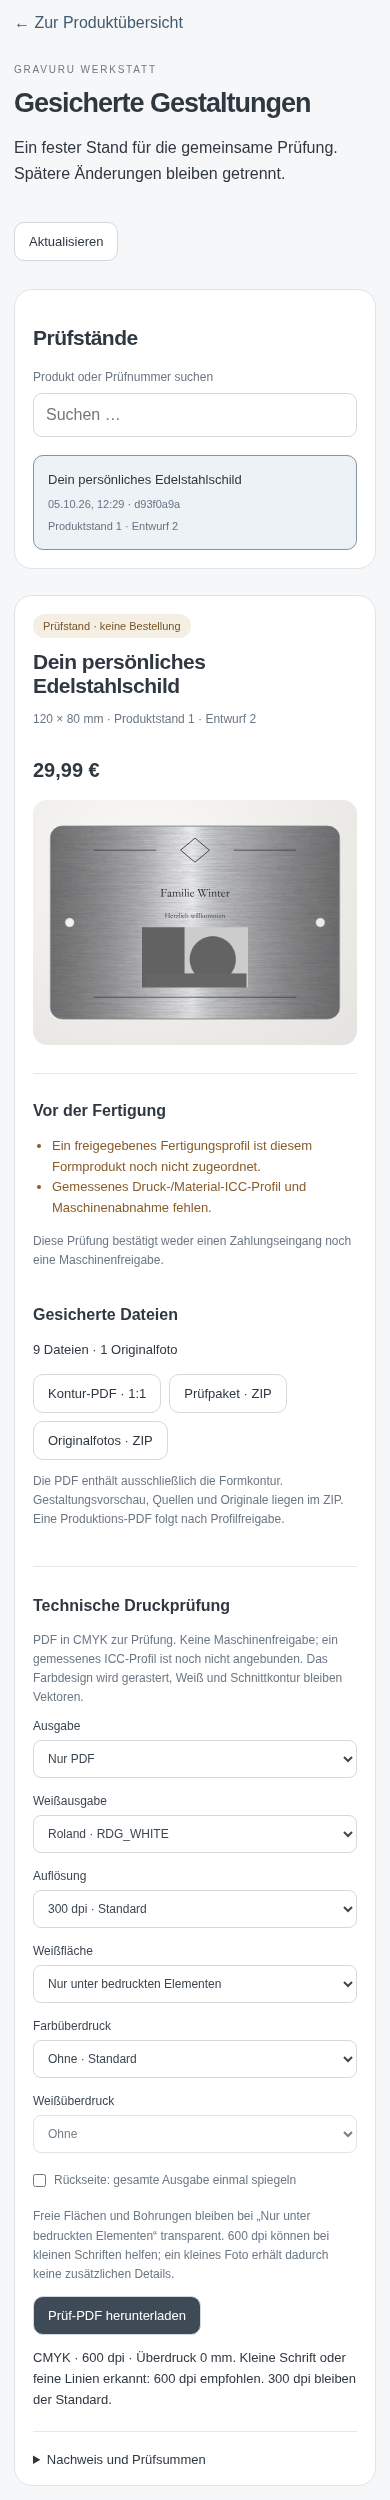 ← Zur Produktübersicht
GRAVURU WERKSTATT
Gesicherte Gestaltungen
Ein fester Stand für die gemeinsame Prüfung.
Spätere Änderungen bleiben getrennt.
Aktualisieren
Prüfstände
Produkt oder Prüfnummer suchen
Suchen …
Dein persönliches Edelstahlschild
05.10.26, 12:29 · d93f0a9a
Produktstand 1 · Entwurf 2
Prüfstand · keine Bestellung
Dein persönliches
Edelstahlschild
120 × 80 mm · Produktstand 1 · Entwurf 2
29,99 €
Familie Winter
Herzlich willkommen
Vor der Fertigung
• Ein freigegebenes Fertigungsprofil ist diesem
Formprodukt noch nicht zugeordnet.
• Gemessenes Druck-/Material-ICC-Profil und
Maschinenabnahme fehlen.
Diese Prüfung bestätigt weder einen Zahlungseingang noch
eine Maschinenfreigabe.
Gesicherte Dateien
9 Dateien · 1 Originalfoto
Kontur-PDF · 1:1
Prüfpaket · ZIP
Originalfotos · ZIP
Die PDF enthält ausschließlich die Formkontur.
Gestaltungsvorschau, Quellen und Originale liegen im ZIP.
Eine Produktions-PDF folgt nach Profilfreigabe.
Technische Druckprüfung
PDF in CMYK zur Prüfung. Keine Maschinenfreigabe; ein
gemessenes ICC-Profil ist noch nicht angebunden. Das
Farbdesign wird gerastert, Weiß und Schnittkontur bleiben
Vektoren.
Ausgabe
Nur PDF
Weißausgabe
Roland · RDG_WHITE
Auflösung
300 dpi · Standard
Weißfläche
Nur unter bedruckten Elementen
Farbüberdruck
Ohne · Standard
Weißüberdruck
Ohne
Rückseite: gesamte Ausgabe einmal spiegeln
Freie Flächen und Bohrungen bleiben bei „Nur unter
bedruckten Elementen“ transparent. 600 dpi können bei
kleinen Schriften helfen; ein kleines Foto erhält dadurch
keine zusätzlichen Details.
Prüf-PDF herunterladen
CMYK · 600 dpi · Überdruck 0 mm. Kleine Schrift oder
feine Linien erkannt: 600 dpi empfohlen. 300 dpi bleiben
der Standard.
▶ Nachweis und Prüfsummen